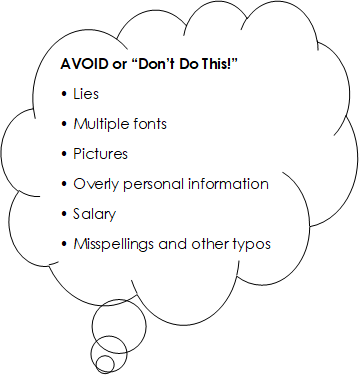 AVOID or “Don’t Do This!”
• Lies
• Multiple fonts
• Pictures
• Overly personal information
• Salary
• Misspellings and other typos